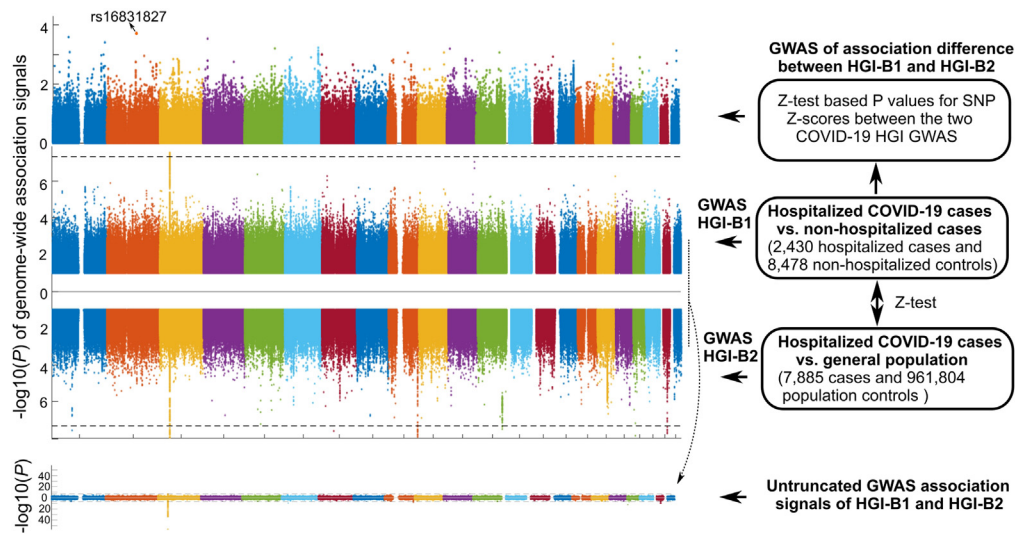 rs16831827
-log10(P) of genome-wide association signals
4
2
0
6
4
2
0
2
4
6
-log10(P)
40
20
0
20
40
GWAS of association difference
between HGI-B1 and HGI-B2
Z-test based P values for SNP
Z-scores between the two
COVID-19 HGI GWAS
GWAS
HGI-B1
Hospitalized COVID-19 cases
vs. non-hospitalized cases
(2,430 hospitalized cases and
8,478 non-hospitalized controls)
Z-test
GWAS
HGI-B2
Hospitalized COVID-19 cases
vs. general population
(7,885 cases and 961,804
population controls )
Untruncated GWAS association
signals of HGI-B1 and HGI-B2